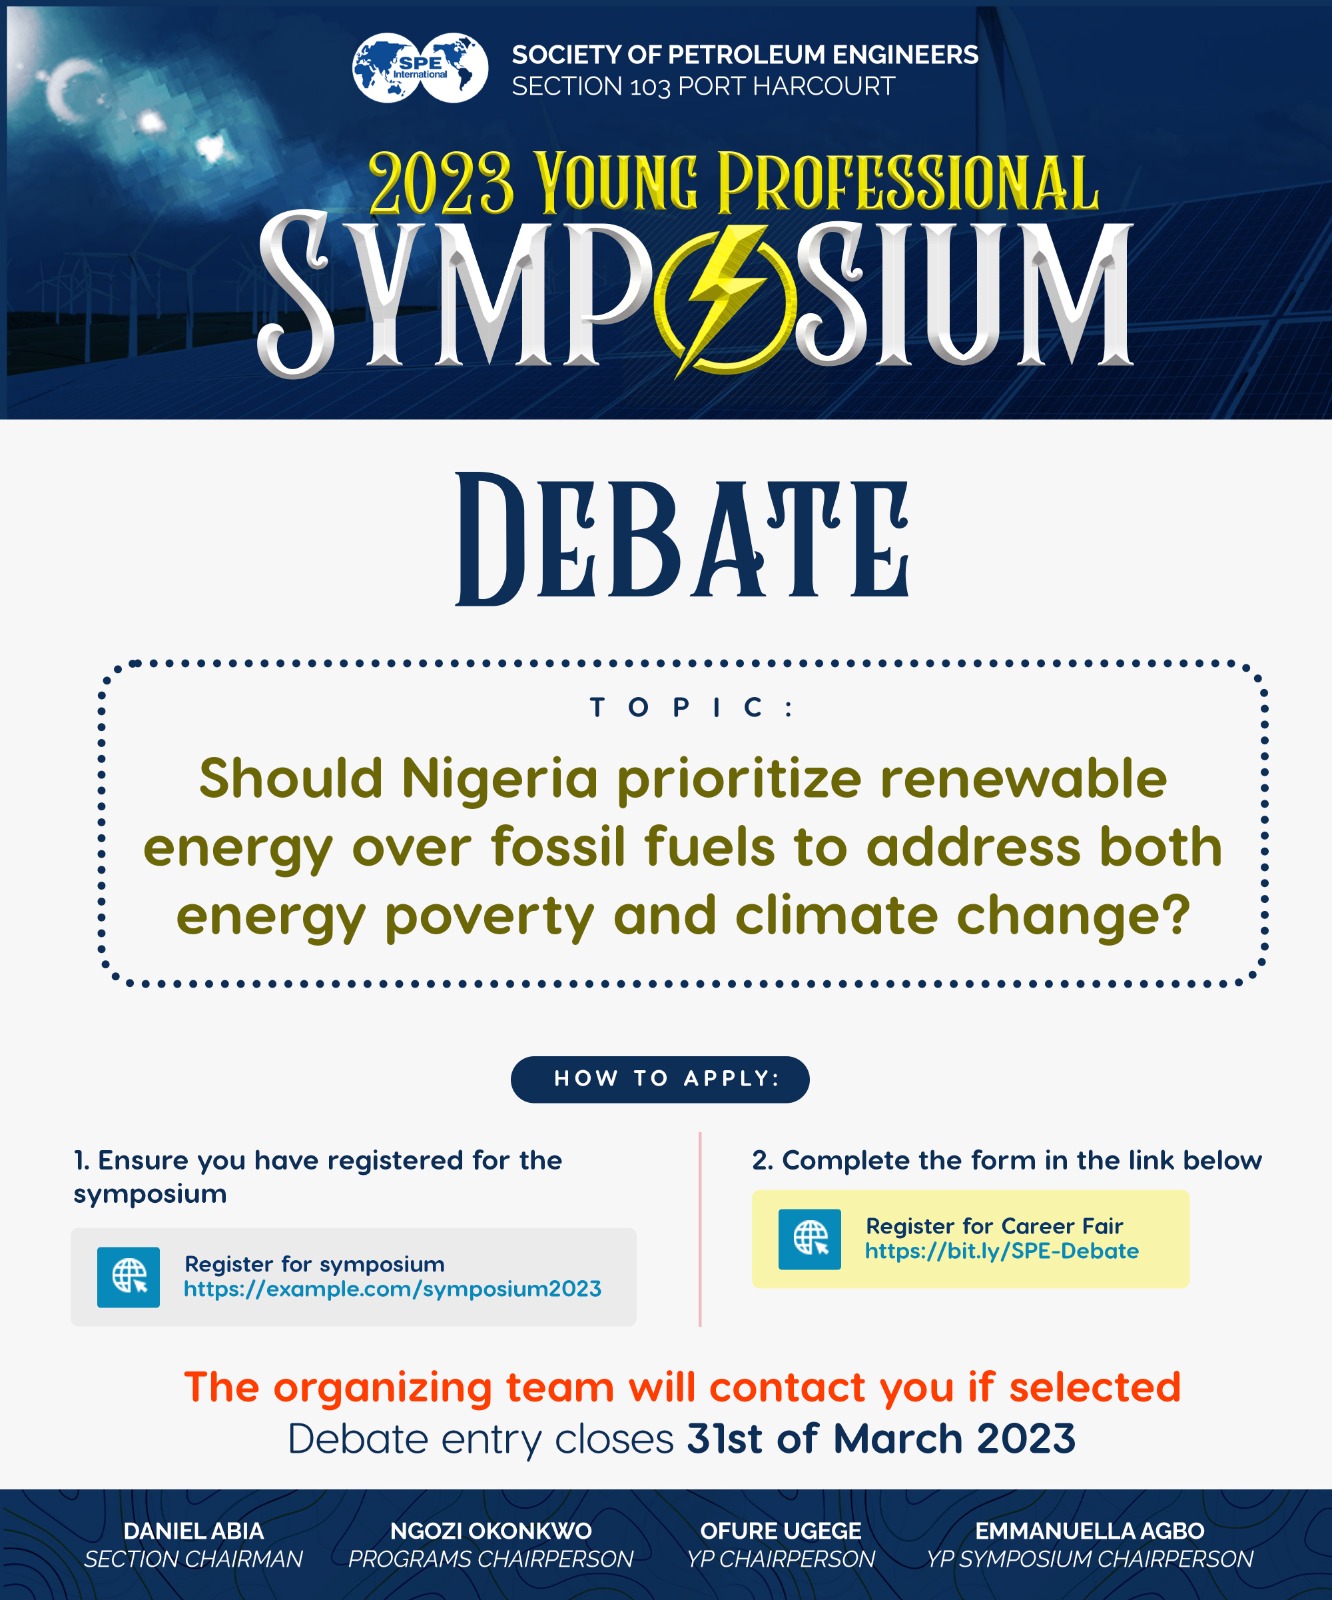 SPE
International
SOCIETY OF PETROLEUM ENGINEERS
SECTION 103 PORT HARCOURT
2023 YOUNG PROFESSIONAL
SYMPOSIUM
DEBATE
TOPIC:
Should Nigeria prioritize renewable
energy over fossil fuels to address both
energy poverty and climate change?
HOW TO APPLY:
1. Ensure you have registered for the
symposium
Register for symposium
https://example.com/symposium2023
2. Complete the form in the link below
Register for Career Fair
https://bit.ly/SPE-Debate
The organizing team will contact you if selected
Debate entry closes 31st of March 2023
DANIEL ABIA
SECTION CHAIRMAN
NGOZI OKONKWO
PROGRAMS CHAIRPERSON
OFURE UGEGE
YP CHAIRPERSON
EMMANUELLA AGBO
YP SYMPOSIUM CHAIRPERSON